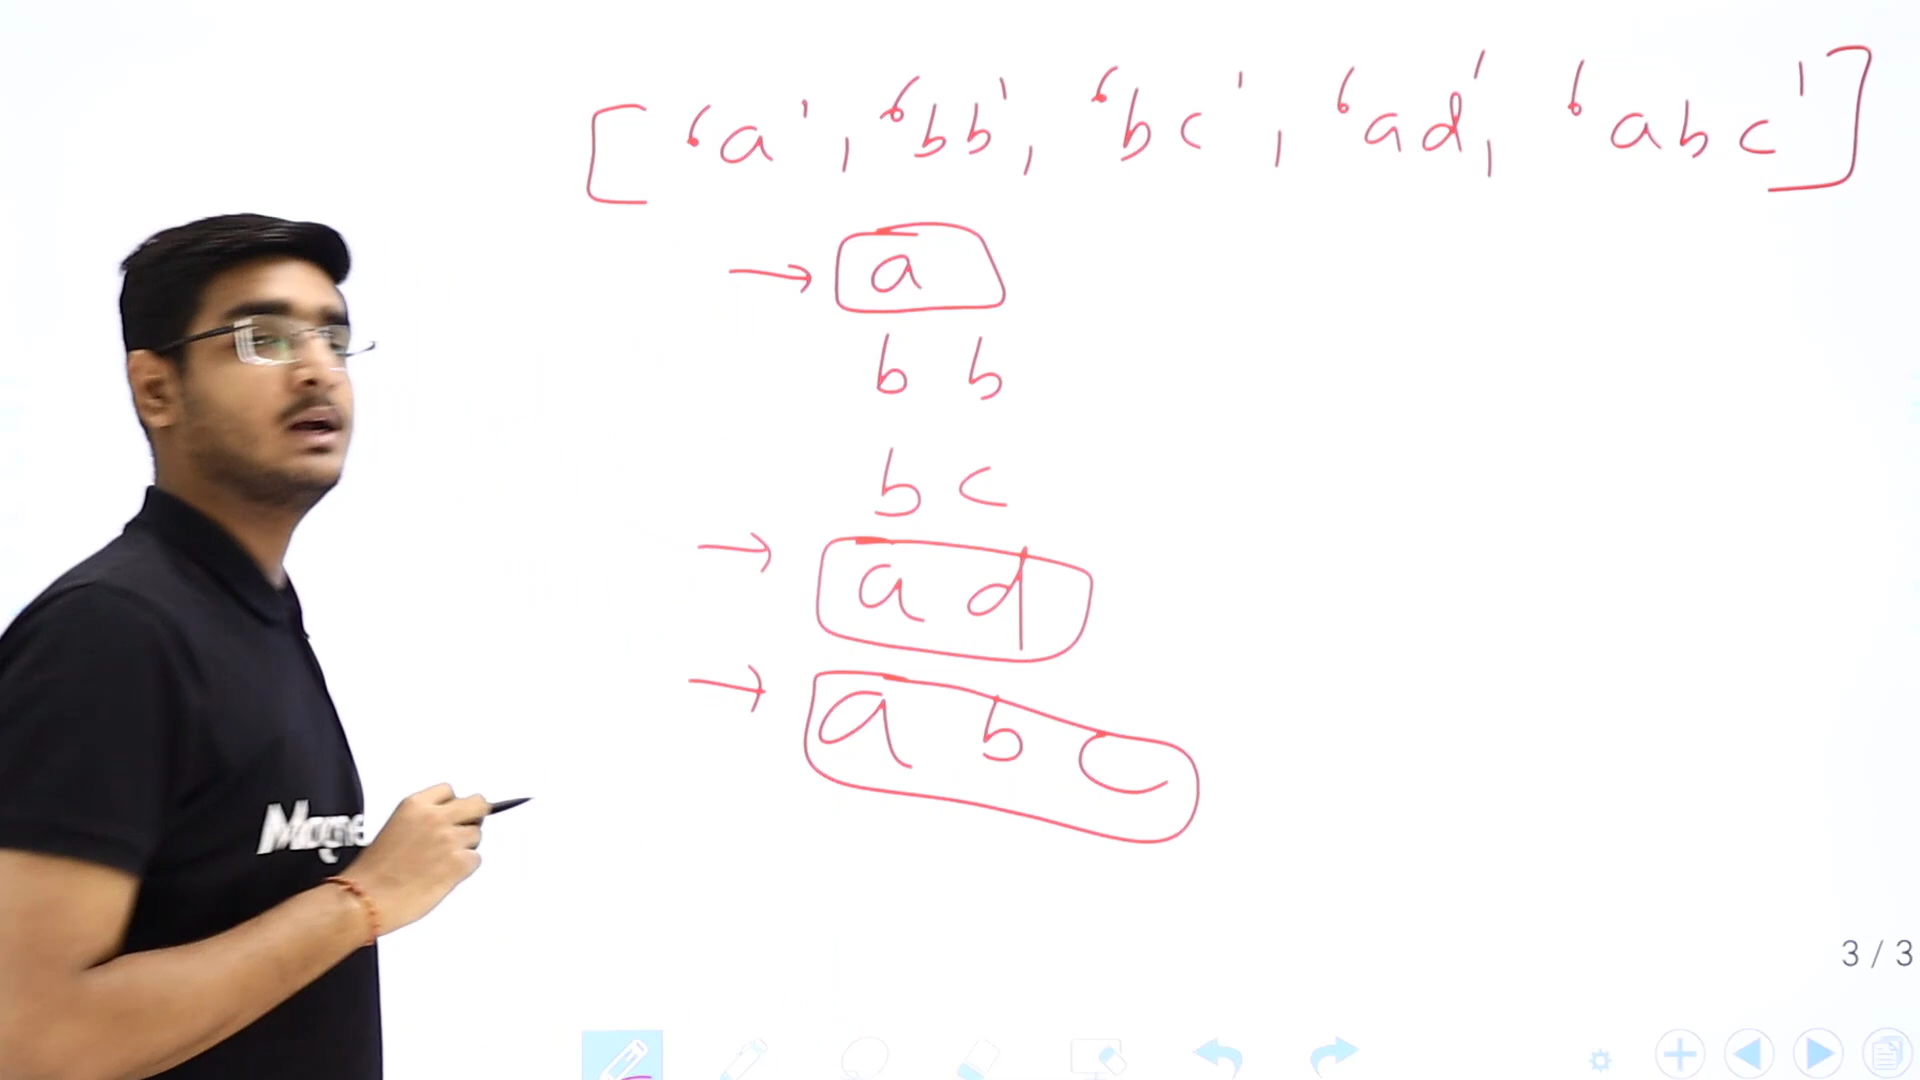 ['a', 'bb', 'bc', 'ad', 'abc']
→ a
b b
b c
→ a d
→ a b c
3 / 3